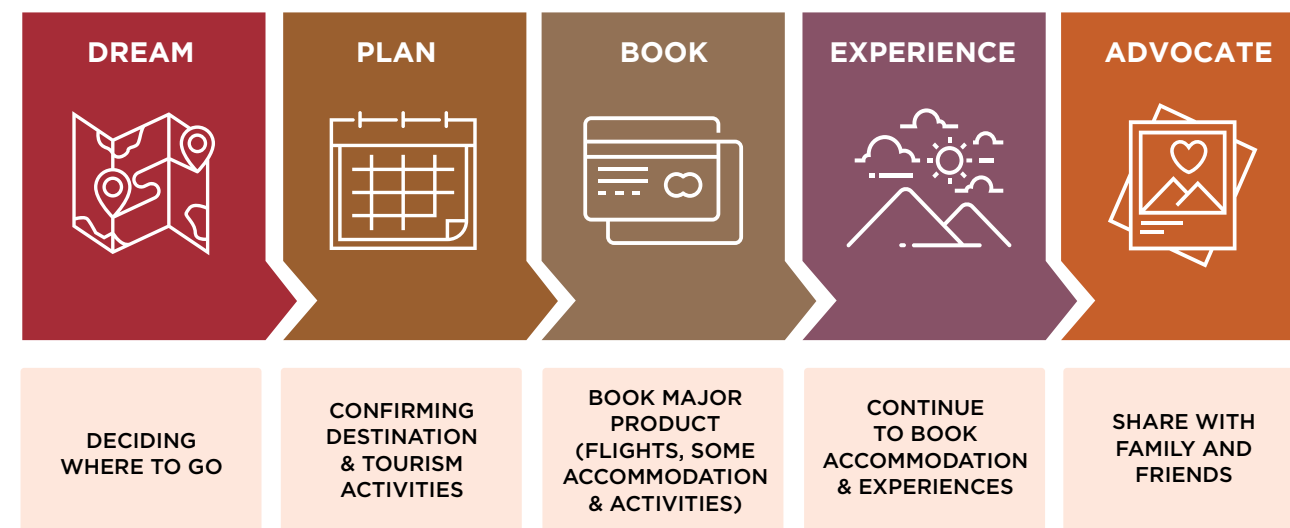 DREAM
PLAN
BOOK
EXPERIENCE
ADVOCATE
DECIDING
WHERE TO GO
CONFIRMING
DESTINATION
& TOURISM
ACTIVITIES
BOOK MAJOR
PRODUCT
(FLIGHTS, SOME
ACCOMMODATION
& ACTIVITIES)
CONTINUE
TO BOOK
ACCOMMODATION
& EXPERIENCES
SHARE WITH
FAMILY AND
FRIENDS